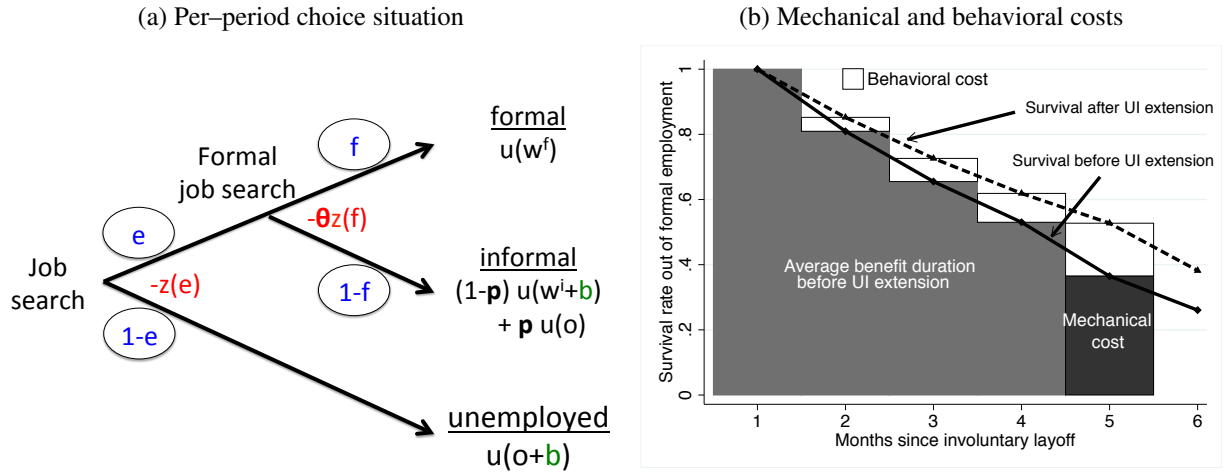 (a) Per–period choice situation
formal
u(wᶠ)
f
Formal
job search
-θz(f)
e
Job
search
-z(e)
1-f
informal
(1-p) u(wⁱ+b)
+ p u(o)
1-e
unemployed
u(o+b)
(b) Mechanical and behavioral costs
Survival rate out of formal employment
1
.8
.6
.4
.2
0
Behavioral cost
Survival after UI extension
Survival before UI extension
Average benefit duration
before UI extension
Mechanical
cost
1 2 3 4 5 6
Months since involuntary layoff